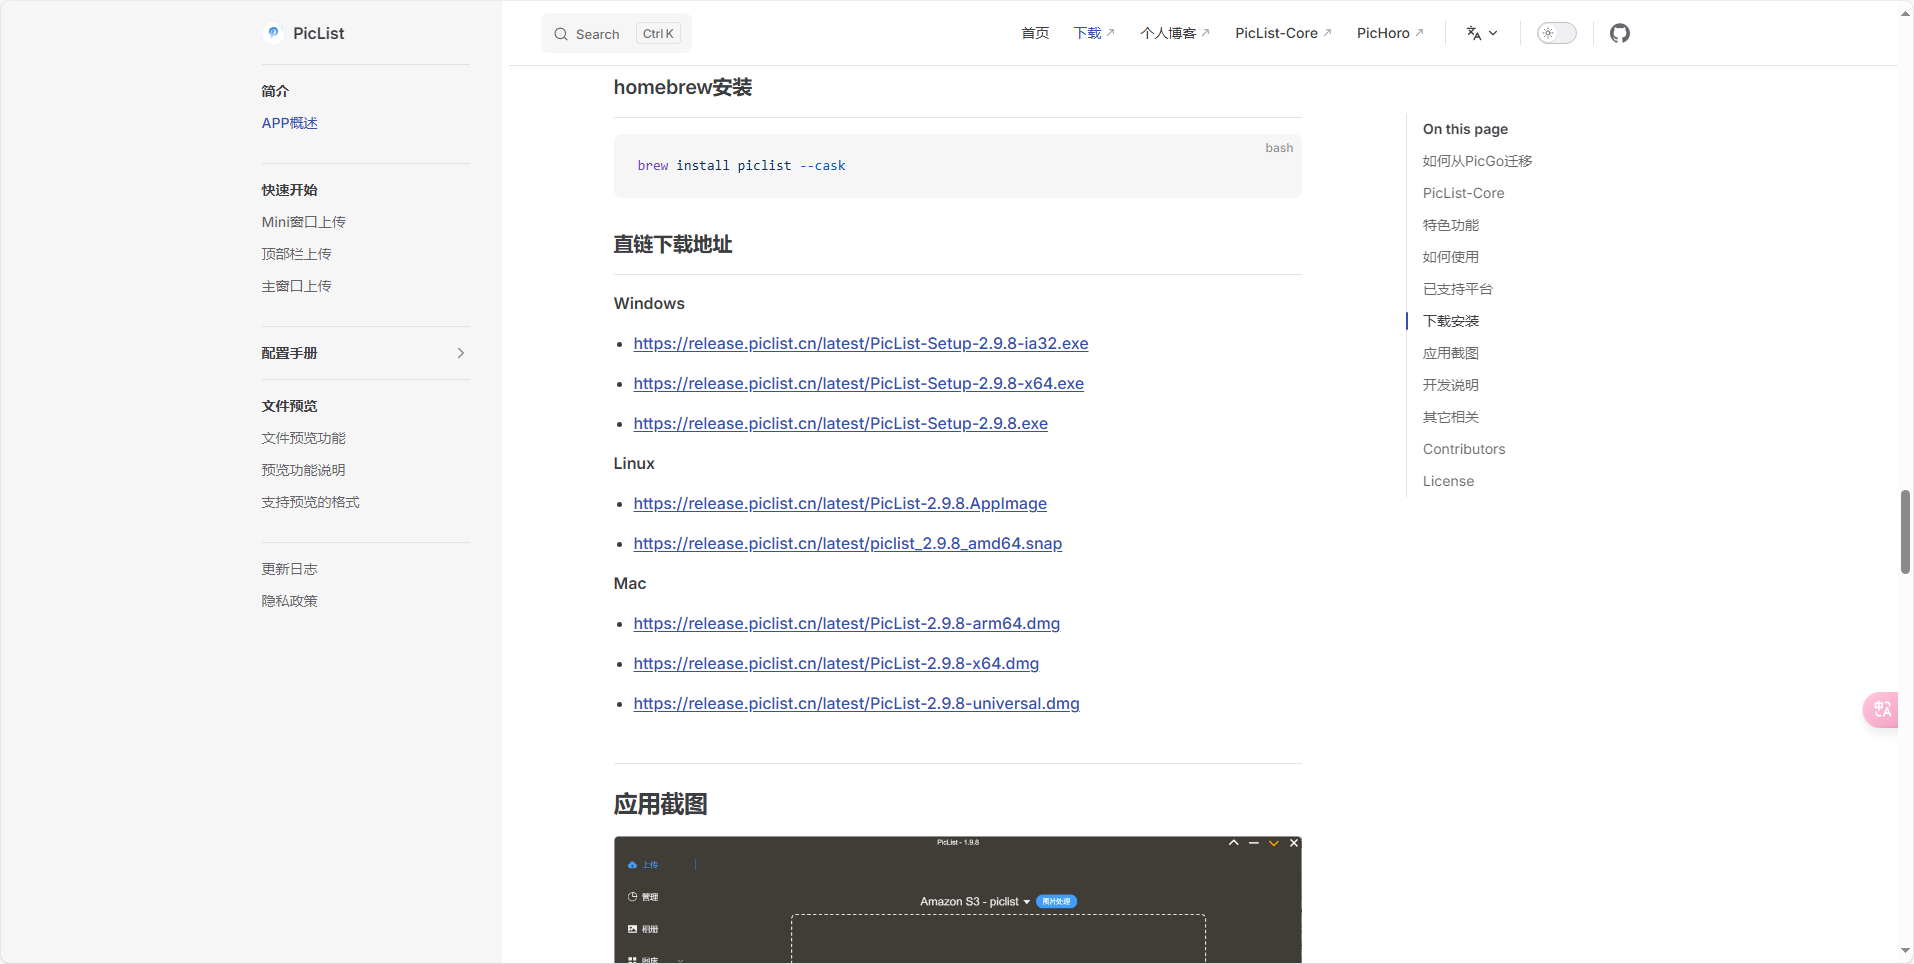 PicList
Search Ctrl K
首页 下载 个人博客 PicList-Core PicHoro
简介
APP概述
快速开始
Mini窗口上传
顶部栏上传
主窗口上传
配置手册
文件预览
文件预览功能
预览功能说明
支持预览的格式
更新日志
隐私政策
homebrew安装
bash
brew install piclist --cask
直链下载地址
Windows
https://release.piclist.cn/latest/PicList-Setup-2.9.8-ia32.exe
https://release.piclist.cn/latest/PicList-Setup-2.9.8-x64.exe
https://release.piclist.cn/latest/PicList-Setup-2.9.8.exe
Linux
https://release.piclist.cn/latest/PicList-2.9.8.AppImage
https://release.piclist.cn/latest/piclist_2.9.8_amd64.snap
Mac
https://release.piclist.cn/latest/PicList-2.9.8-arm64.dmg
https://release.piclist.cn/latest/PicList-2.9.8-x64.dmg
https://release.piclist.cn/latest/PicList-2.9.8-universal.dmg
应用截图
PicList - 1.9.8
上传
管理
相册
图床
Amazon S3 - piclist 图片处理
On this page
如何从PicGo迁移
PicList-Core
特色功能
如何使用
已支持平台
下载安装
应用截图
开发说明
其它相关
Contributors
License